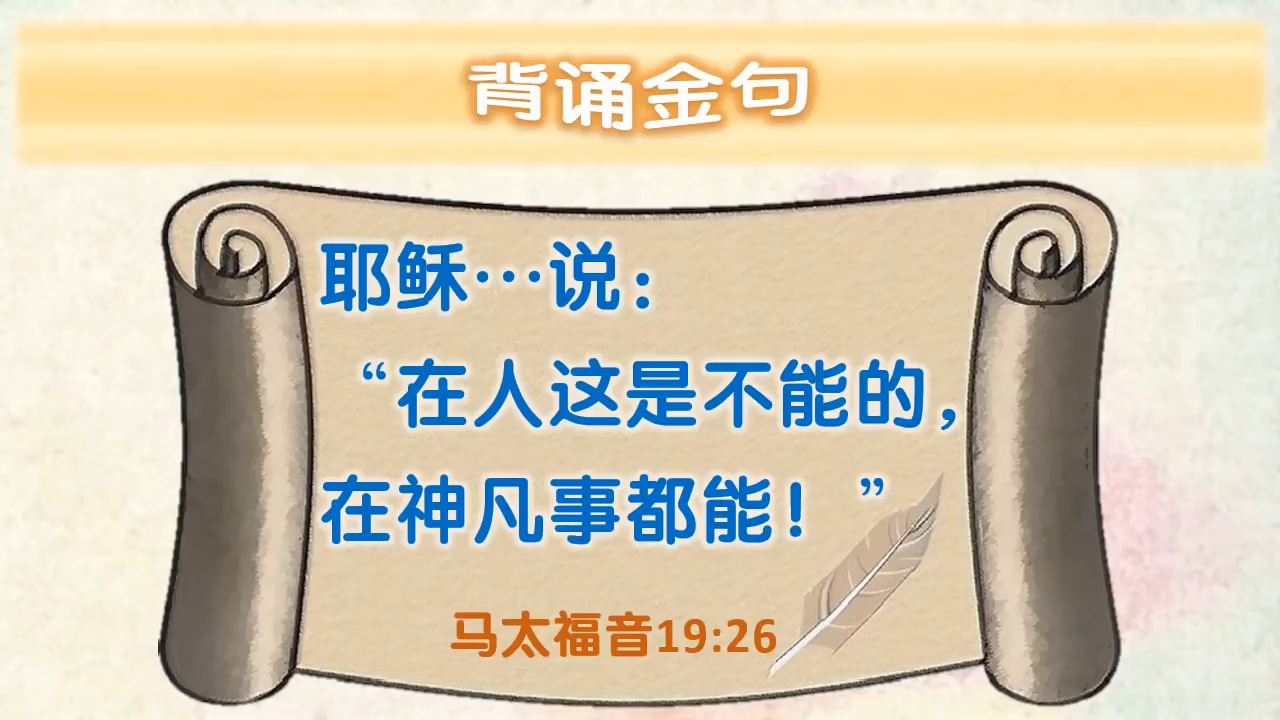 背诵金句
耶稣…说：
“在人这是不能的，
在神凡事都能！”
马太福音19:26